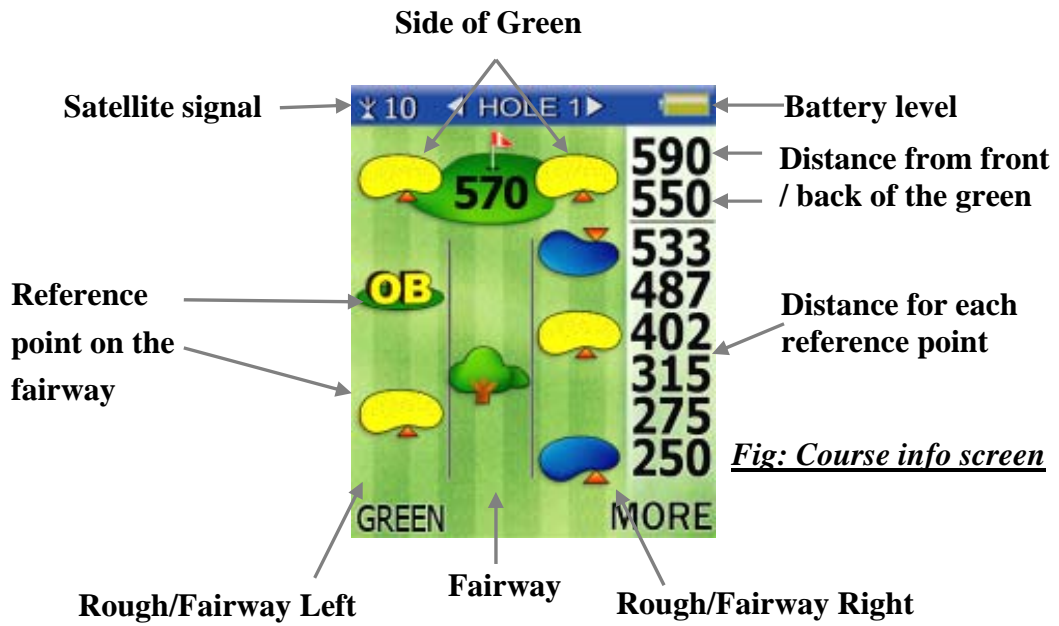 Side of Green
Satellite signal
10 ◀ HOLE 1▶
Battery level
590
550
Distance from front
/ back of the green
570
533
487
402
315
275
250
OB
Reference
point on the
fairway
Distance for each
reference point
Fig: Course info screen
GREEN
MORE
Rough/Fairway Left
Fairway
Rough/Fairway Right